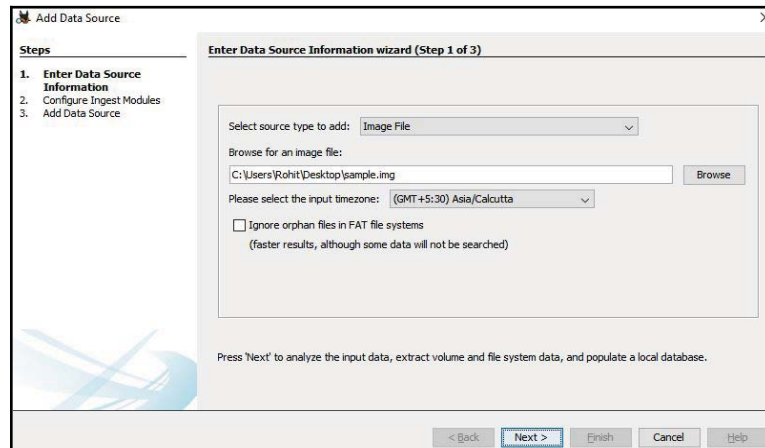 Add Data Source
Steps
1. Enter Data Source
Information
2. Configure Ingest Modules
3. Add Data Source
Enter Data Source Information wizard (Step 1 of 3)
Select source type to add: Image File
Browse for an image file:
C:\Users\Rohit\Desktop\sample.img Browse
Please select the input timezone: (GMT+5:30) Asia/Calcutta
Ignore orphan files in FAT file systems
(faster results, although some data will not be searched)
Press 'Next' to analyze the input data, extract volume and file system data, and populate a local database.
< Back Next > Finish Cancel Help